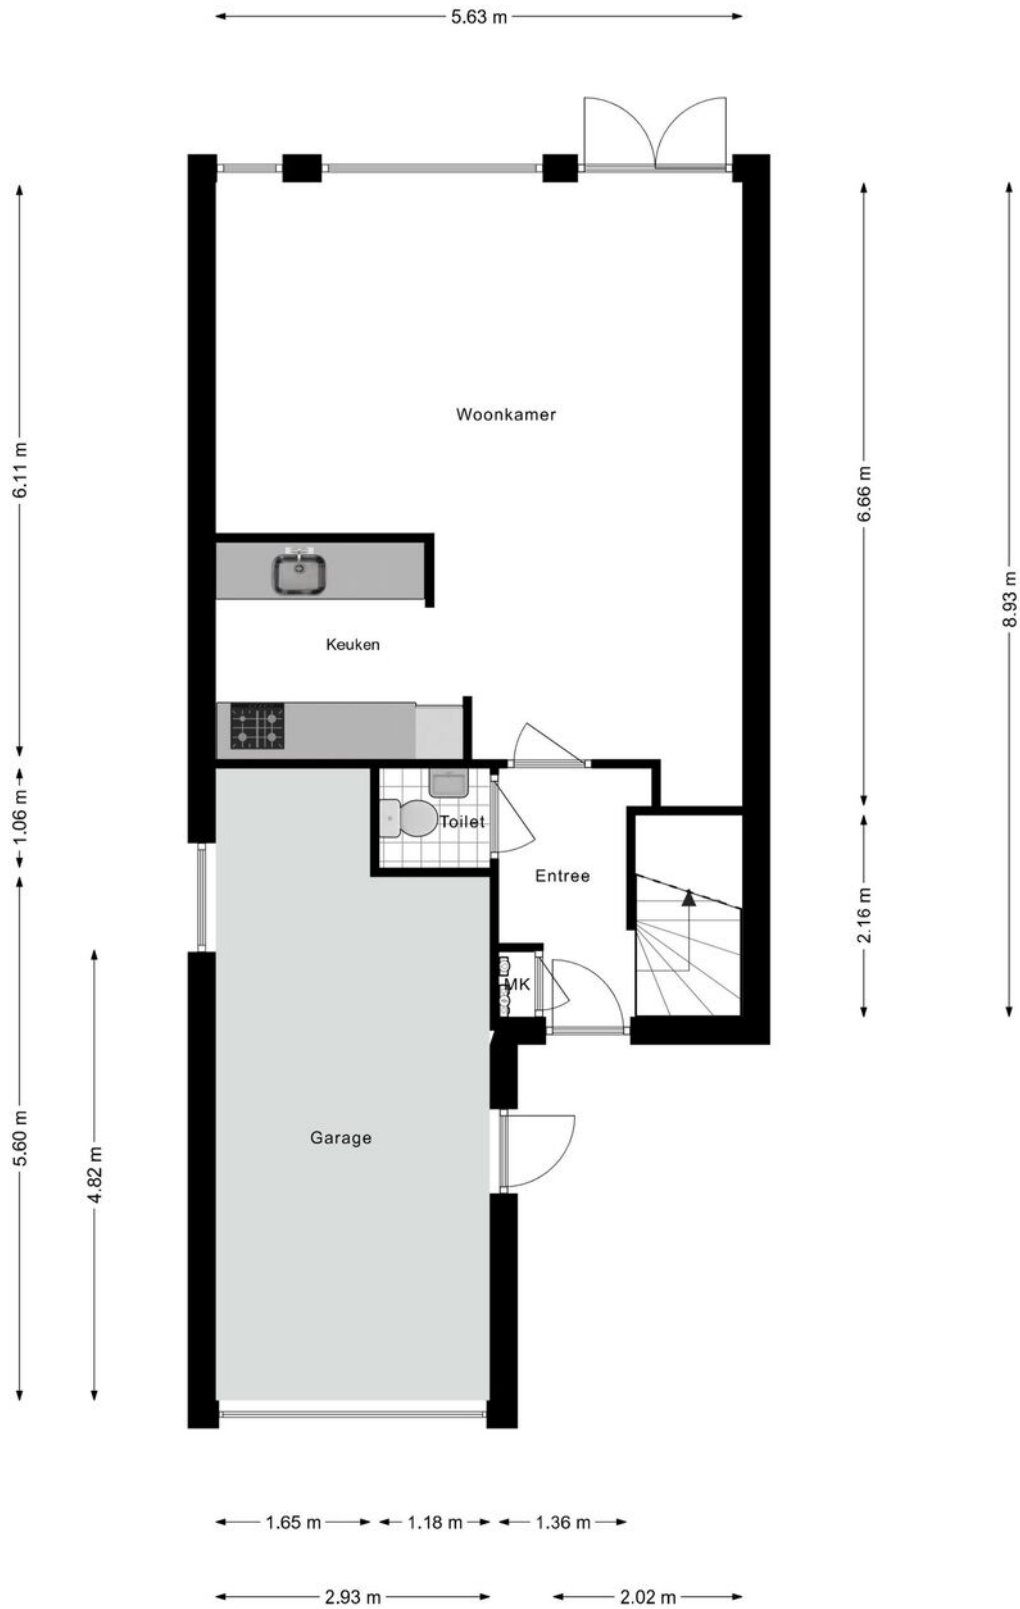 5.63 m
Woonkamer
6.11 m
6.66 m
8.93 m
Keuken
1.06 m
Toilet
Entree
2.16 m
MK
Garage
5.60 m
4.82 m
1.65 m
1.18 m
1.36 m
2.93 m
2.02 m